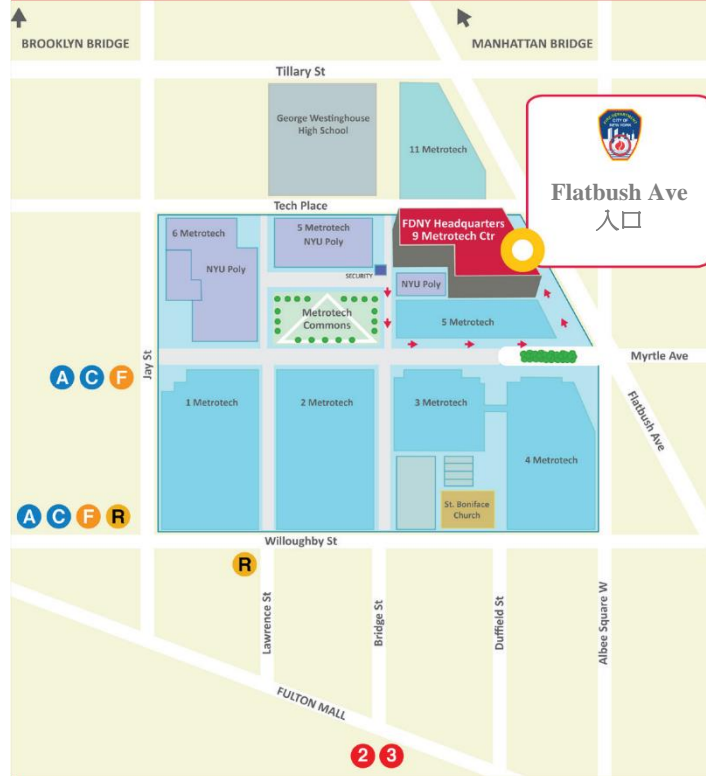 BROOKLYN BRIDGE
MANHATTAN BRIDGE
Tillary St
George Westinghouse
High School
11 Metrotech
Flatbush Ave
入口
Tech Place
6 Metrotech
NYU Poly
5 Metrotech
NYU Poly
FDNY Headquarters
9 Metrotech Ctr
SECURITY
NYU Poly
Metrotech
Commons
5 Metrotech
Jay St
Myrtle Ave
A C F
1 Metrotech
2 Metrotech
3 Metrotech
Flatbush Ave
4 Metrotech
A C F R
St. Boniface
Church
Willoughby St
R
Lawrence St
Bridge St
Duffield St
Albee Square W
FULTON MALL
2 3